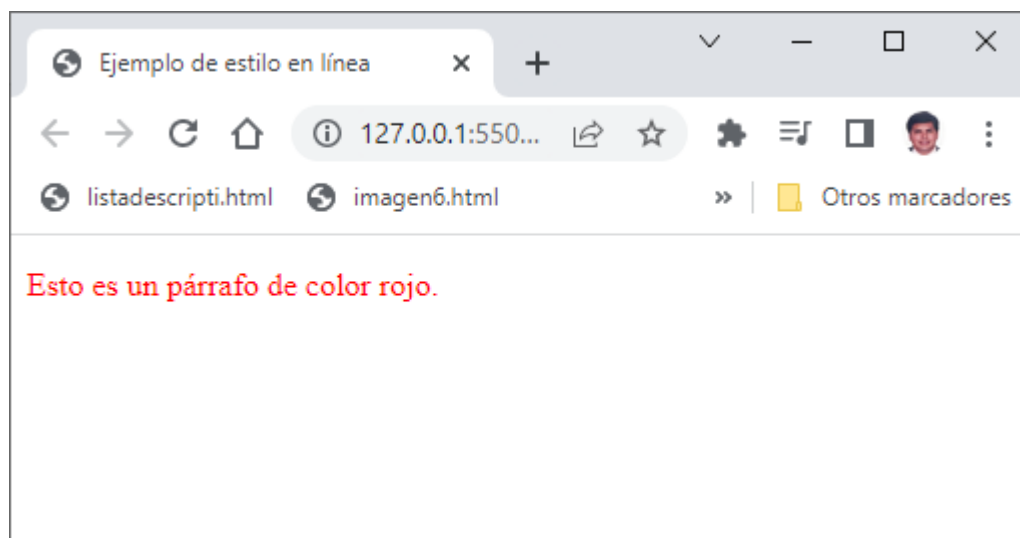 Ejemplo de estilo en línea
127.0.0.1:550...
listadescripti.html imagen6.html » Otros marcadores
Esto es un párrafo de color rojo.